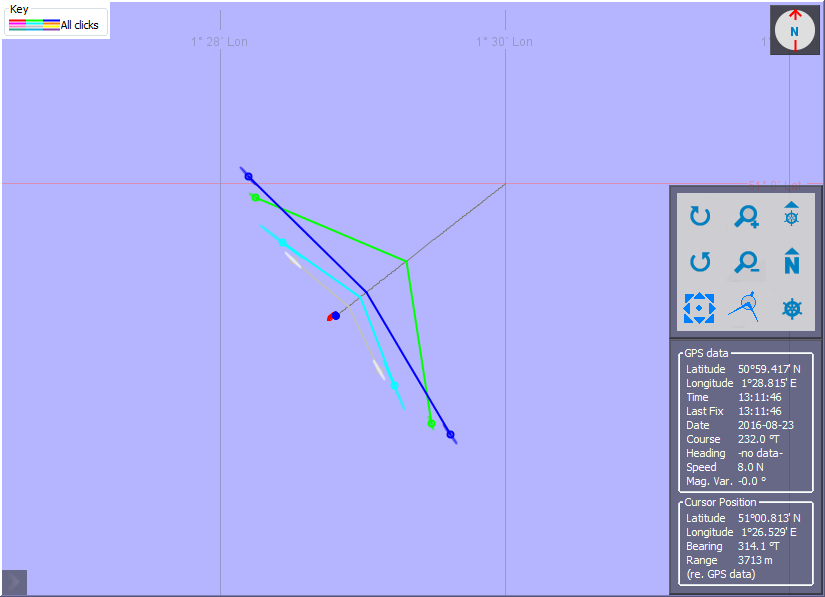 Key
All clicks
1° 28' Lon
1° 30' Lon
N
N
GPS data
Latitude 50°59.417' N
Longitude 1°28.815' E
Time 13:11:46
Last Fix 13:11:46
Date 2016-08-23
Course 232.0 °T
Heading -no data-
Speed 8.0 N
Mag. Var. -0.0 °
Cursor Position
Latitude 51°00.813' N
Longitude 1°26.529' E
Bearing 314.1 °T
Range 3713 m
(re. GPS data)